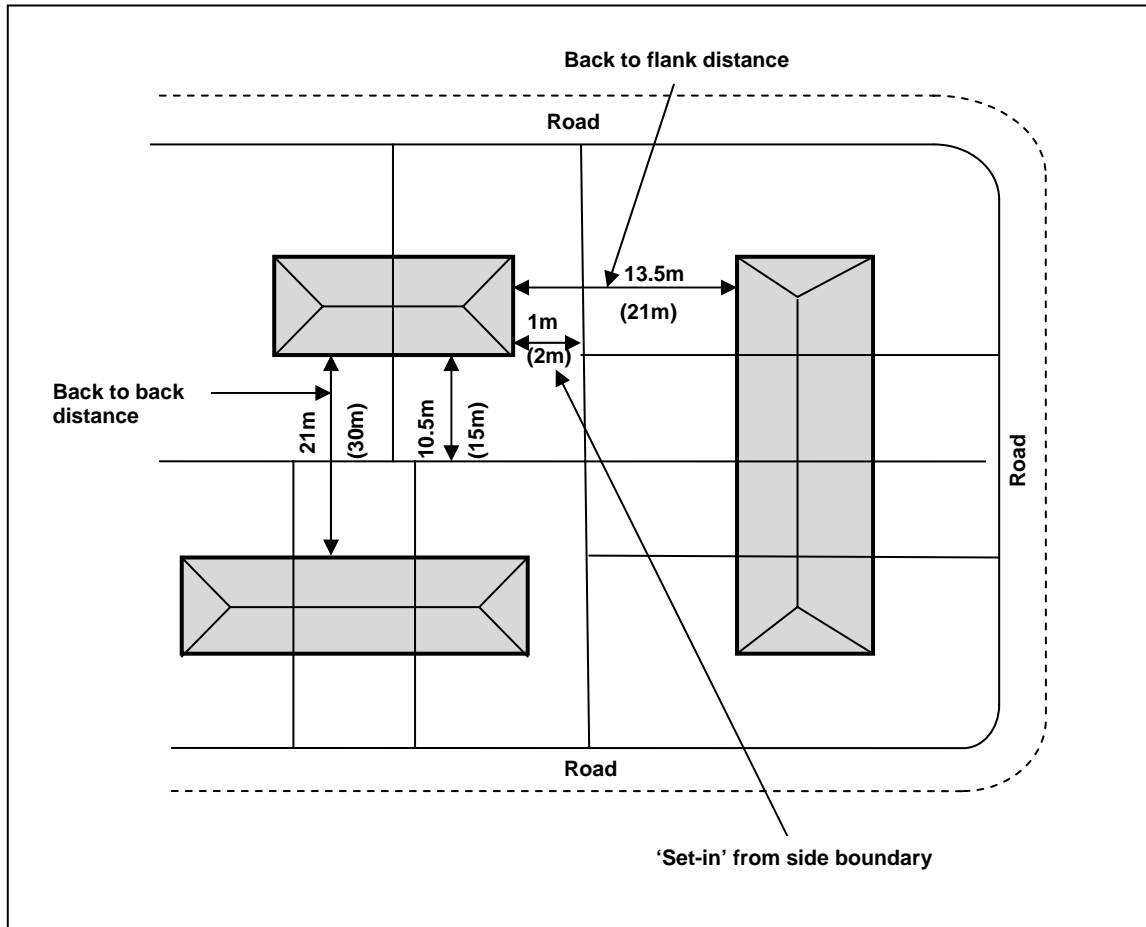 Back to flank distance
Road
13.5m
(21m)
1m
(2m)
Back to back
distance
21m
(30m)
10.5m
(15m)
Road
Road
‘Set-in’ from side boundary